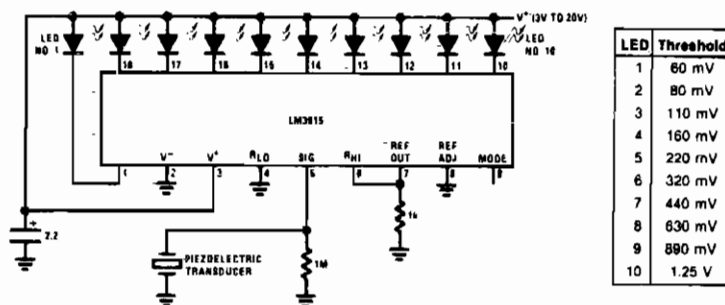 V+ (3V TO 20V)
LED NO 1
LED NO 10
18 17 16 15 14 13 12 11 10
LM3915
V- V+ RLO SIG RHI REF OUT REF ADJ MODE
1 2 3 4 5 6 7 8 9
+
2.2
PIEZOELECTRIC TRANSDUCER
1M
1k
LED Threshold
1 60 mV
2 80 mV
3 110 mV
4 160 mV
5 220 mV
6 320 mV
7 440 mV
8 630 mV
9 890 mV
10 1.25 V